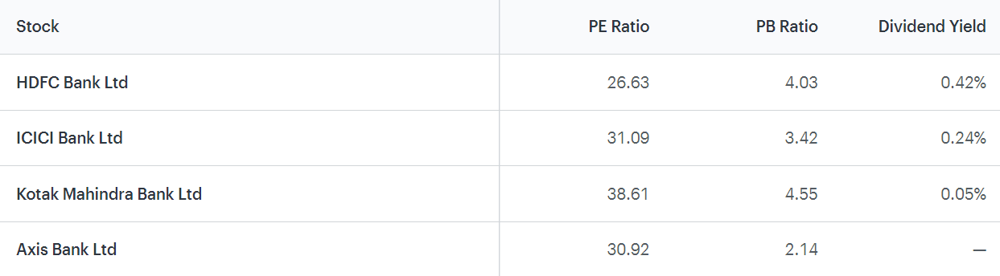 Stock PE Ratio PB Ratio Dividend Yield
HDFC Bank Ltd 26.63 4.03 0.42%
ICICI Bank Ltd 31.09 3.42 0.24%
Kotak Mahindra Bank Ltd 38.61 4.55 0.05%
Axis Bank Ltd 30.92 2.14 —